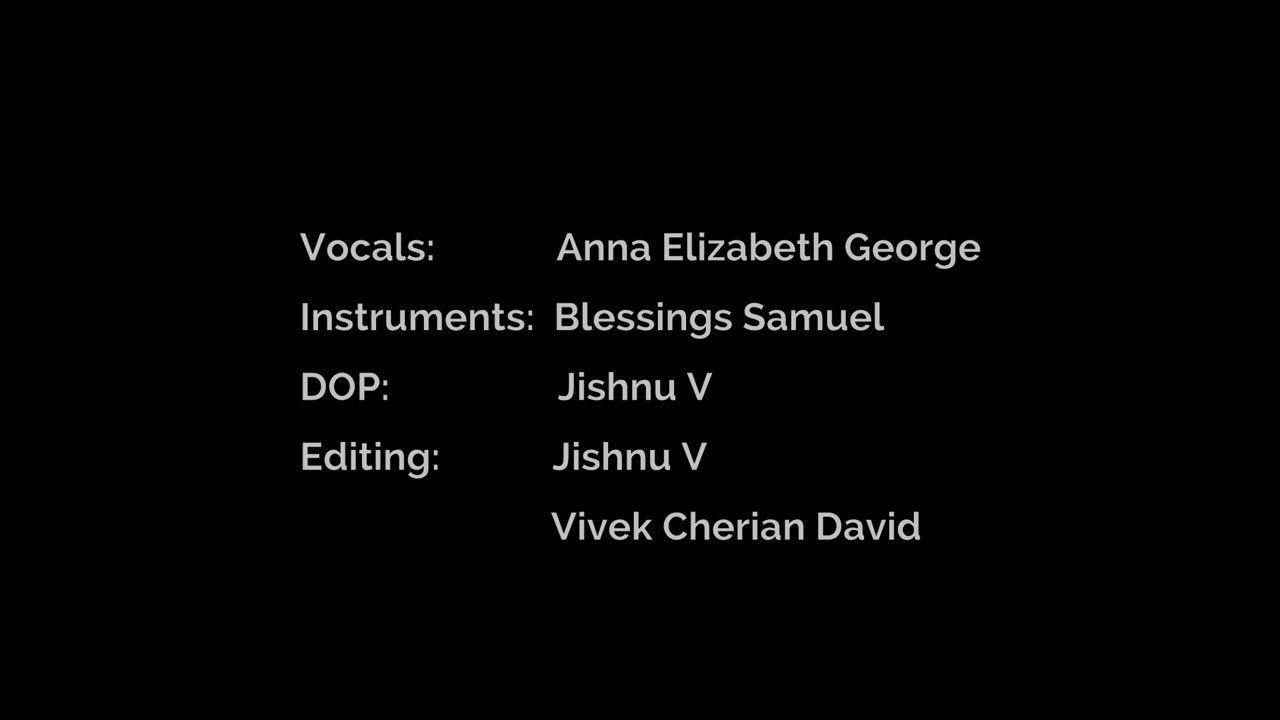 Vocals: Anna Elizabeth George
Instruments: Blessings Samuel
DOP: Jishnu V
Editing: Jishnu V
Vivek Cherian David